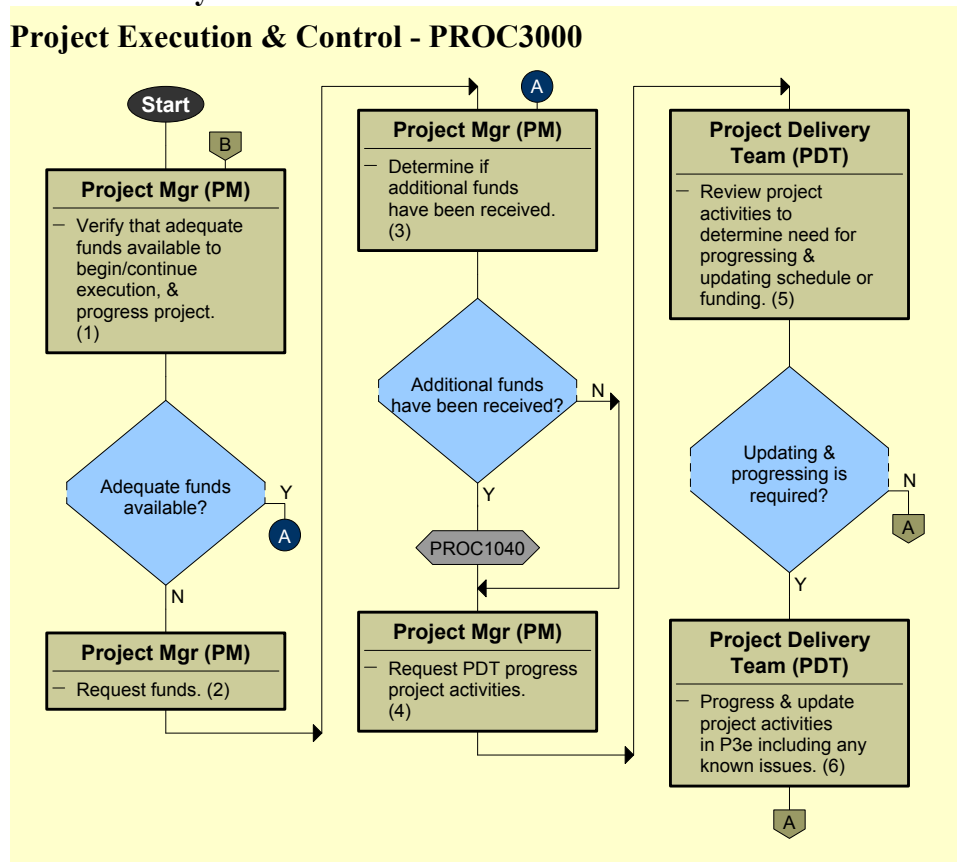 Project Execution & Control - PROC3000
Start
B
Project Mgr (PM)
– Verify that adequate
funds available to
begin/continue
execution, &
progress project.
(1)
Adequate funds
available?
Y
A
N
Project Mgr (PM)
– Request funds. (2)
A
Project Mgr (PM)
– Determine if
additional funds
have been received.
(3)
Additional funds
have been received?
N
Y
PROC1040
Project Mgr (PM)
– Request PDT progress
project activities.
(4)
Project Delivery
Team (PDT)
– Review project
activities to
determine need for
progressing &
updating schedule or
funding. (5)
Updating &
progressing is
required?
N
A
Y
Project Delivery
Team (PDT)
– Progress & update
project activities
in P3e including any
known issues. (6)
A